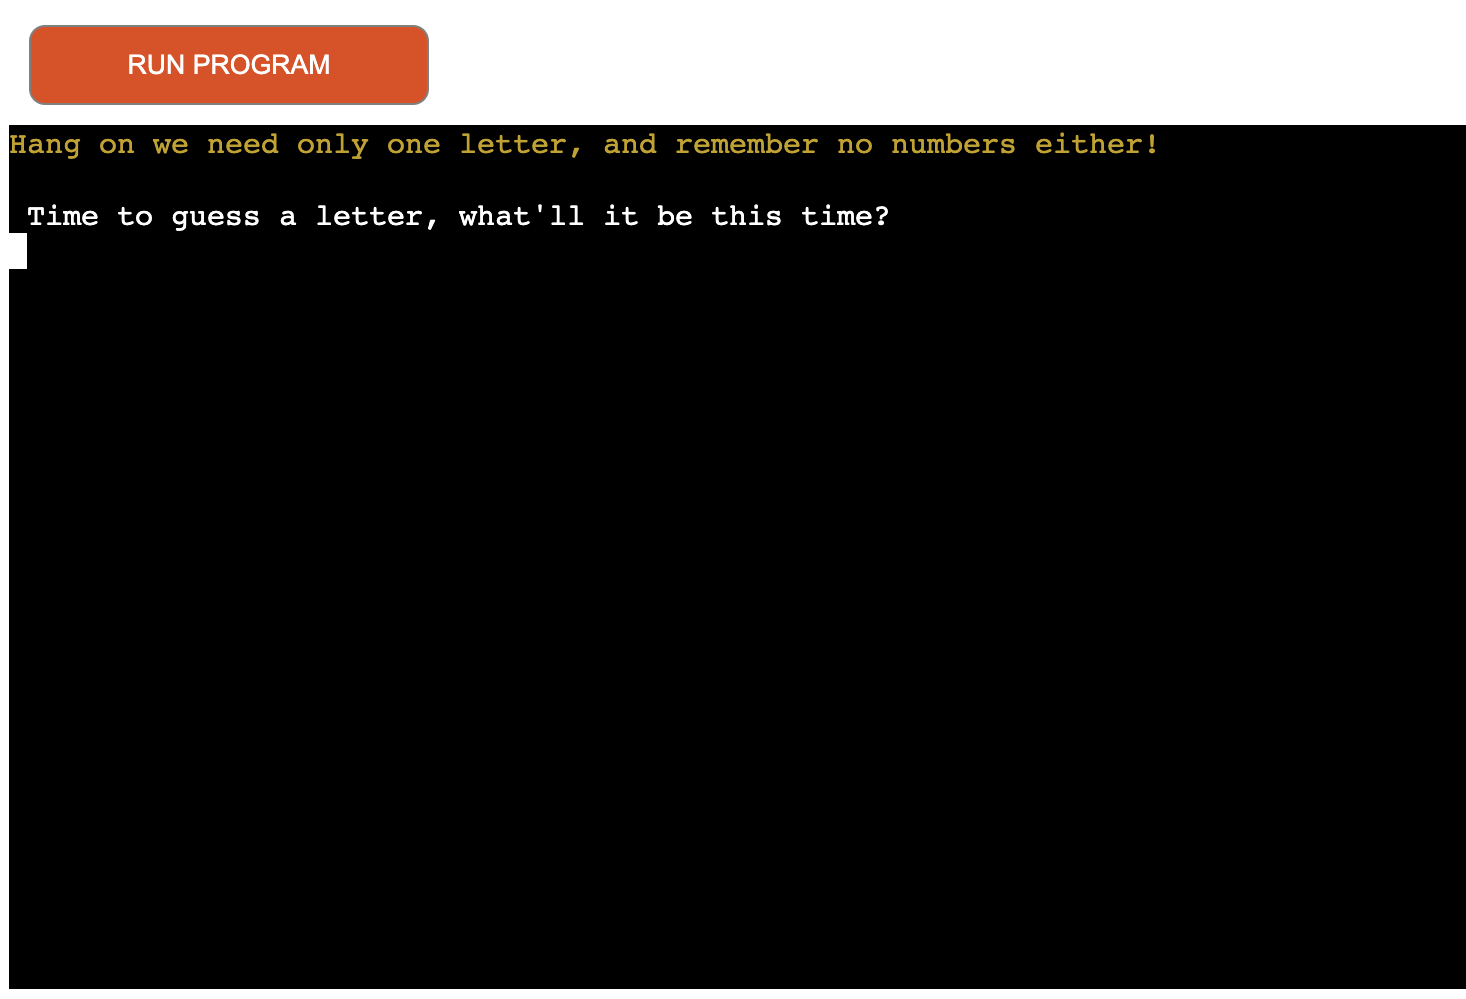 RUN PROGRAM
Hang on we need only one letter, and remember no numbers either!
Time to guess a letter, what'll it be this time?